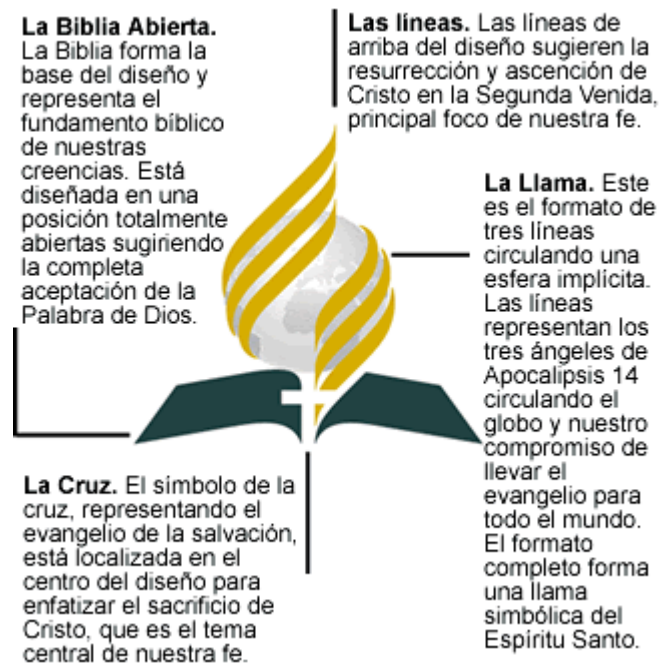 La Biblia Abierta.
La Biblia forma la
base del diseño y
representa el
fundamento bíblico
de nuestras
creencias. Está
diseñada en una
posición totalmente
abiertas sugiriendo
la completa
aceptación de la
Palabra de Dios.
Las líneas. Las líneas de
arriba del diseño sugieren la
resurrección y ascención de
Cristo en la Segunda Venida,
principal foco de nuestra fe.
La Llama. Este
es el formato de
tres líneas
circulando una
esfera implícita.
Las líneas
representan los
tres ángeles de
Apocalipsis 14
circulando el
globo y nuestro
compromiso de
llevar el
evangelio para
todo el mundo.
El formato
completo forma
una llama
simbólica del
Espíritu Santo.
La Cruz. El símbolo de la
cruz, representando el
evangelio de la salvación,
está localizada en el
centro del diseño para
enfatizar el sacrificio de
Cristo, que es el tema
central de nuestra fe.